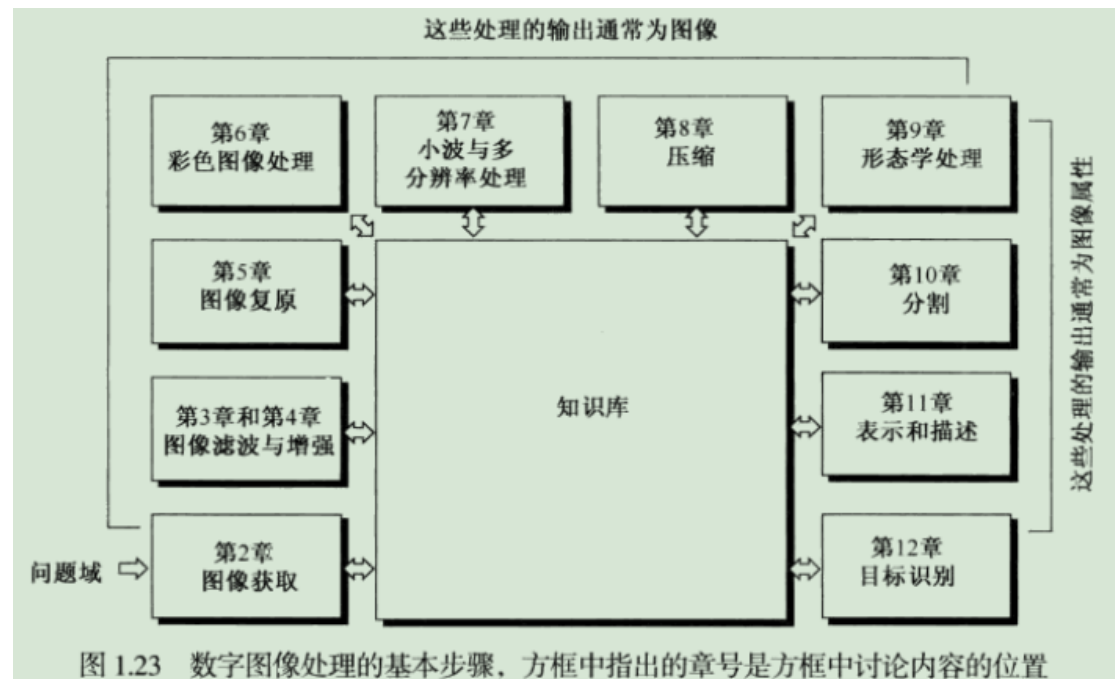 这些处理的输出通常为图像
第6章
彩色图像处理
第7章
小波与多
分辨率处理
第8章
压缩
第9章
形态学处理
第5章
图像复原
第10章
分割
第3章和第4章
图像滤波与增强
知识库
第11章
表示和描述
问题域
第2章
图像获取
第12章
目标识别
这些处理的输出通常为图像属性
图 1.23 数字图像处理的基本步骤，方框中指出的章号是方框中讨论内容的位置